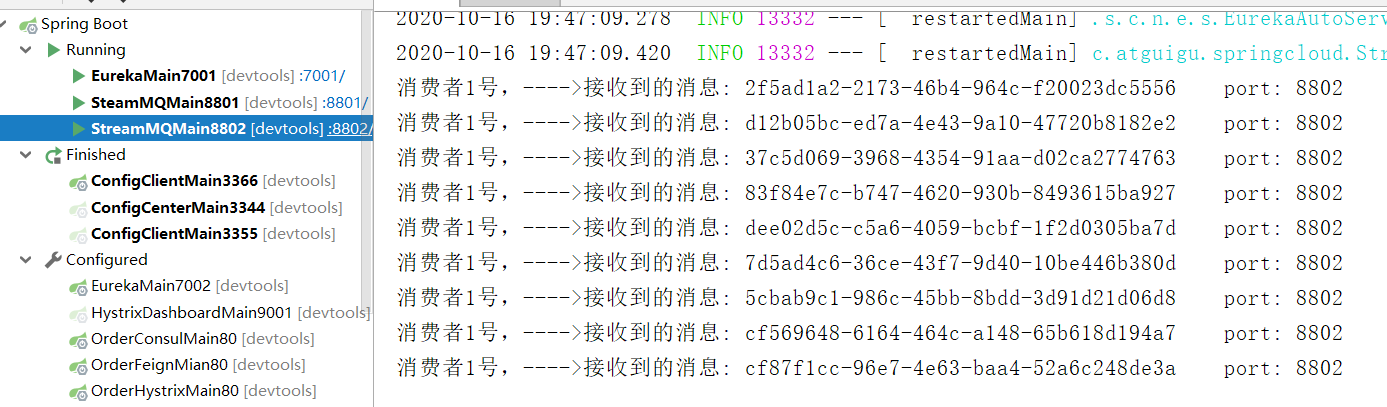 Spring Boot
Running
EurekaMain7001 [devtools] :7001/
SteamMQMain8801 [devtools] :8801/
StreamMQMain8802 [devtools] :8802/
Finished
ConfigClientMain3366 [devtools]
ConfigCenterMain3344 [devtools]
ConfigClientMain3355 [devtools]
Configured
EurekaMain7002 [devtools]
HystrixDashboardMain9001 [devtools]
OrderConsulMain80 [devtools]
OrderFeignMian80 [devtools]
OrderHystrixMain80 [devtools]
2020-10-16 19:47:09.278 INFO 13332 --- [ restartedMain] .s.c.n.e.s.EurekaAutoServ
2020-10-16 19:47:09.420 INFO 13332 --- [ restartedMain] c.atguigu.springcloud.Str
消费者1号，---->接收到的消息: 2f5ad1a2-2173-46b4-964c-f20023dc5556 port: 8802
消费者1号，---->接收到的消息: d12b05bc-ed7a-4e43-9a10-47720b8182e2 port: 8802
消费者1号，---->接收到的消息: 37c5d069-3968-4354-91aa-d02ca2774763 port: 8802
消费者1号，---->接收到的消息: 83f84e7c-b747-4620-930b-8493615ba927 port: 8802
消费者1号，---->接收到的消息: dee02d5c-c5a6-4059-bcbf-1f2d0305ba7d port: 8802
消费者1号，---->接收到的消息: 7d5ad4c6-36ce-43f7-9d40-10be446b380d port: 8802
消费者1号，---->接收到的消息: 5cbab9c1-986c-45bb-8bdd-3d91d21d06d8 port: 8802
消费者1号，---->接收到的消息: cf569648-6164-464c-a148-65b618d194a7 port: 8802
消费者1号，---->接收到的消息: cf87f1cc-96e7-4e63-baa4-52a6c248de3a port: 8802